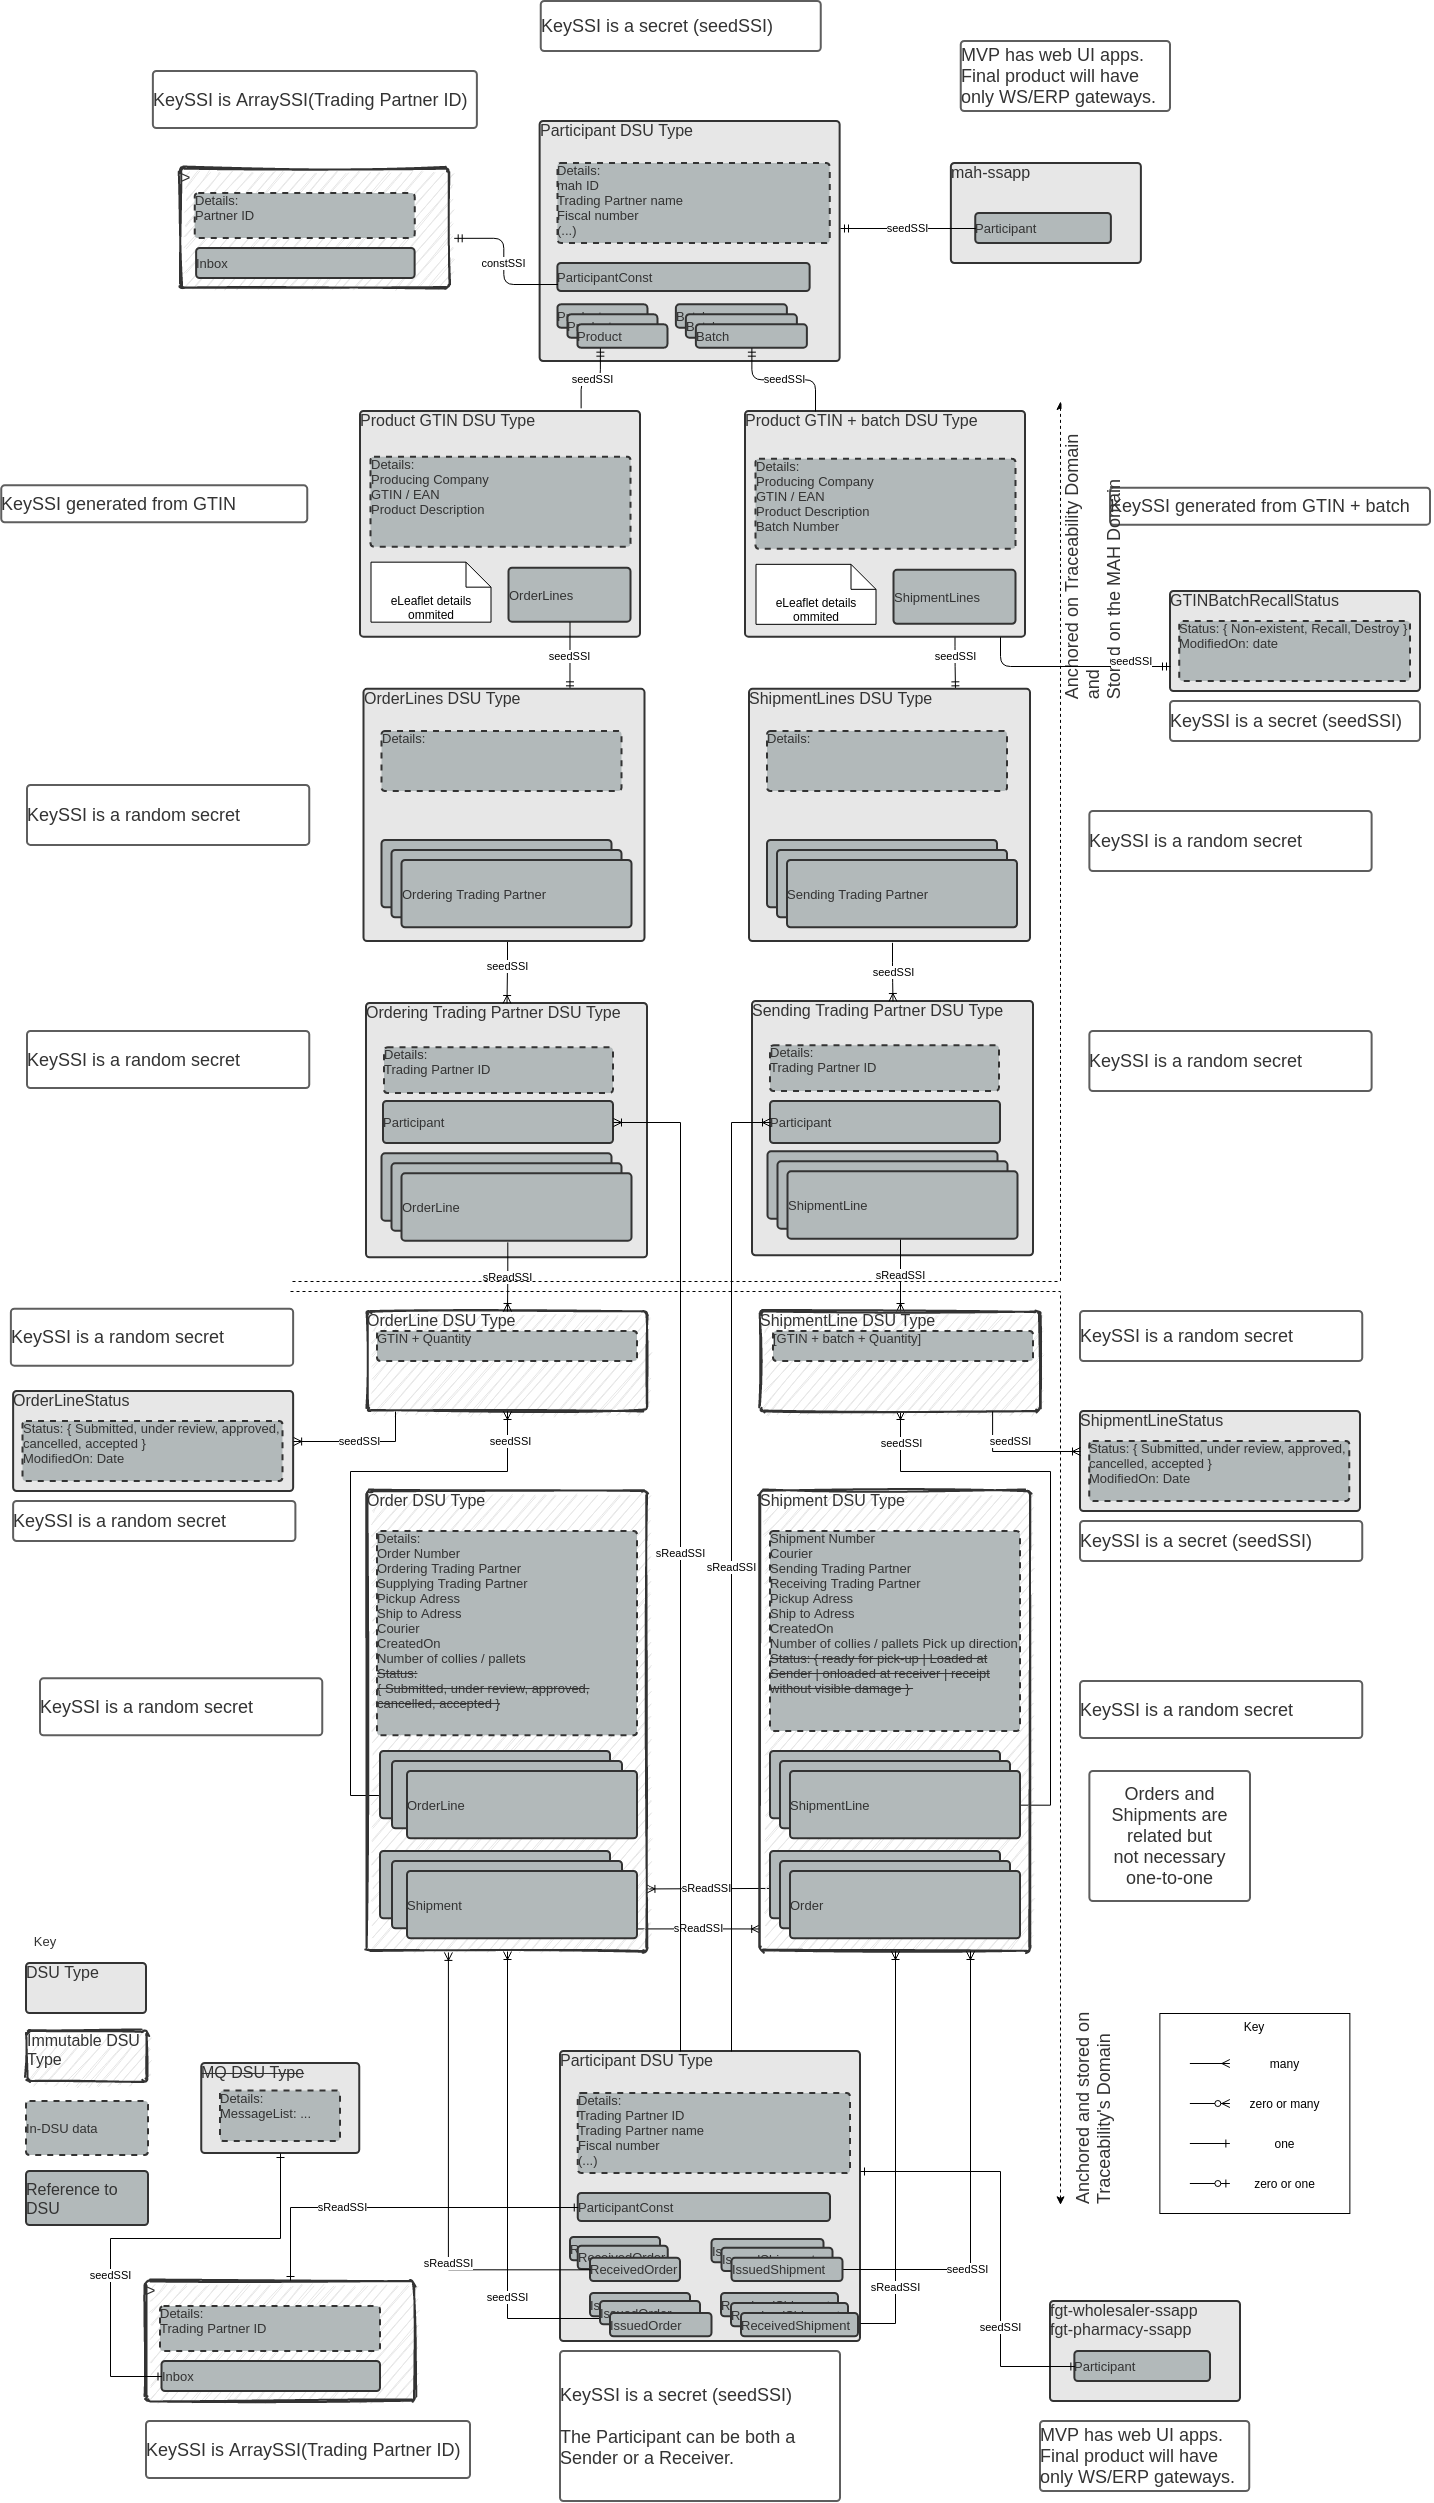 KeySSI is a secret (seedSSI)
MVP has web UI apps.
Final product will have
only WS/ERP gateways.
KeySSI is ArraySSI(Trading Partner ID)
Participant DSU Type
Details:
mah ID
Trading Partner name
Fiscal number
(...)
ParticipantConst
Product
Batch
>
Details:
Partner ID
Inbox
constSSI
mah-ssapp
Participant
seedSSI
seedSSI
seedSSI
Product GTIN DSU Type
Details:
Producing Company
GTIN / EAN
Product Description
eLeaflet details
ommited
OrderLines
Product GTIN + batch DSU Type
Details:
Producing Company
GTIN / EAN
Product Description
Batch Number
eLeaflet details
ommited
ShipmentLines
KeySSI generated from GTIN
KeySSI generated from GTIN + batch
Anchored on Traceability Domain
and
Stored on the MAH Domain
GTINBatchRecallStatus
Status: { Non-existent, Recall, Destroy }
ModifiedOn: date
KeySSI is a secret (seedSSI)
seedSSI
seedSSI
seedSSI
OrderLines DSU Type
Details:
Ordering Trading Partner
ShipmentLines DSU Type
Details:
Sending Trading Partner
KeySSI is a random secret
KeySSI is a random secret
seedSSI
seedSSI
Ordering Trading Partner DSU Type
Details:
Trading Partner ID
Participant
OrderLine
Sending Trading Partner DSU Type
Details:
Trading Partner ID
Participant
ShipmentLine
KeySSI is a random secret
KeySSI is a random secret
sReadSSI
sReadSSI
OrderLine DSU Type
GTIN + Quantity
ShipmentLine DSU Type
[GTIN + batch + Quantity]
KeySSI is a random secret
KeySSI is a random secret
OrderLineStatus
Status: { Submitted, under review, approved,
cancelled, accepted }
ModifiedOn: Date
KeySSI is a random secret
ShipmentLineStatus
Status: { Submitted, under review, approved,
cancelled, accepted }
ModifiedOn: Date
KeySSI is a secret (seedSSI)
seedSSI
seedSSI
seedSSI
seedSSI
Order DSU Type
Details:
Order Number
Ordering Trading Partner
Supplying Trading Partner
Pickup Adress
Ship to Adress
Courier
CreatedOn
Number of collies / pallets
Status:
{ Submitted, under review, approved,
cancelled, accepted }
OrderLine
Shipment
Shipment DSU Type
Shipment Number
Courier
Sending Trading Partner
Receiving Trading Partner
Pickup Adress
Ship to Adress
CreatedOn
Number of collies / pallets Pick up direction
Status: { ready for pick-up | Loaded at
Sender | onloaded at receiver | receipt
without visible damage }
ShipmentLine
Order
sReadSSI
sReadSSI
sReadSSI
sReadSSI
KeySSI is a random secret
KeySSI is a random secret
Orders and
Shipments are
related but
not necessary
one-to-one
Key
DSU Type
Immutable DSU
Type
In-DSU data
Reference to
DSU
MQ DSU Type
Details:
MessageList: ...
seedSSI
>
Details:
Trading Partner ID
Inbox
KeySSI is ArraySSI(Trading Partner ID)
sReadSSI
sReadSSI
seedSSI
sReadSSI
seedSSI
Participant DSU Type
Details:
Trading Partner ID
Trading Partner name
Fiscal number
(...)
ParticipantConst
ReceivedOrder
ReceivedOrder
IssuedShipment
IssuedOrder
ReceivedShipment
KeySSI is a secret (seedSSI)
The Participant can be both a
Sender or a Receiver.
Anchored and stored on
Traceability's Domain
Key
many
zero or many
one
zero or one
seedSSI
fgt-wholesaler-ssapp
fgt-pharmacy-ssapp
Participant
MVP has web UI apps.
Final product will have
only WS/ERP gateways.